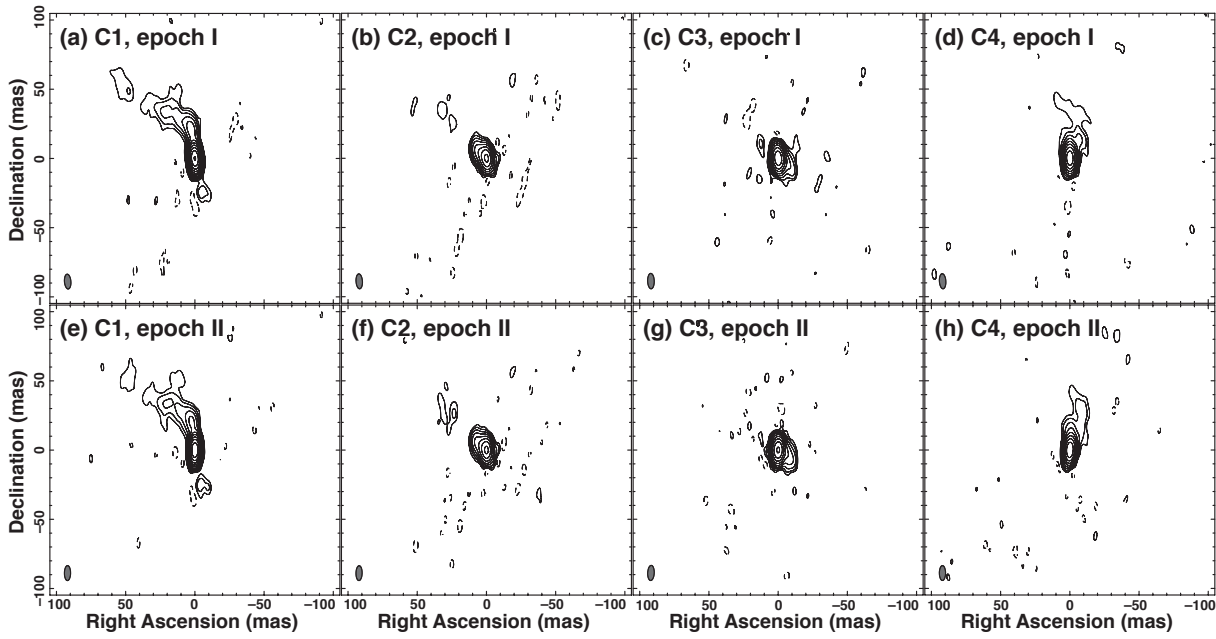 (a) C1, epoch I
(b) C2, epoch I
(c) C3, epoch I
(d) C4, epoch I
Declination (mas)
100
50
0
−50
−100
(e) C1, epoch II
(f) C2, epoch II
(g) C3, epoch II
(h) C4, epoch II
Declination (mas)
100
50
0
−50
−100
100 50 0 −50 −100
100 50 0 −50 −100
100 50 0 −50 −100
100 50 0 −50 −100
Right Ascension (mas)
Right Ascension (mas)
Right Ascension (mas)
Right Ascension (mas)